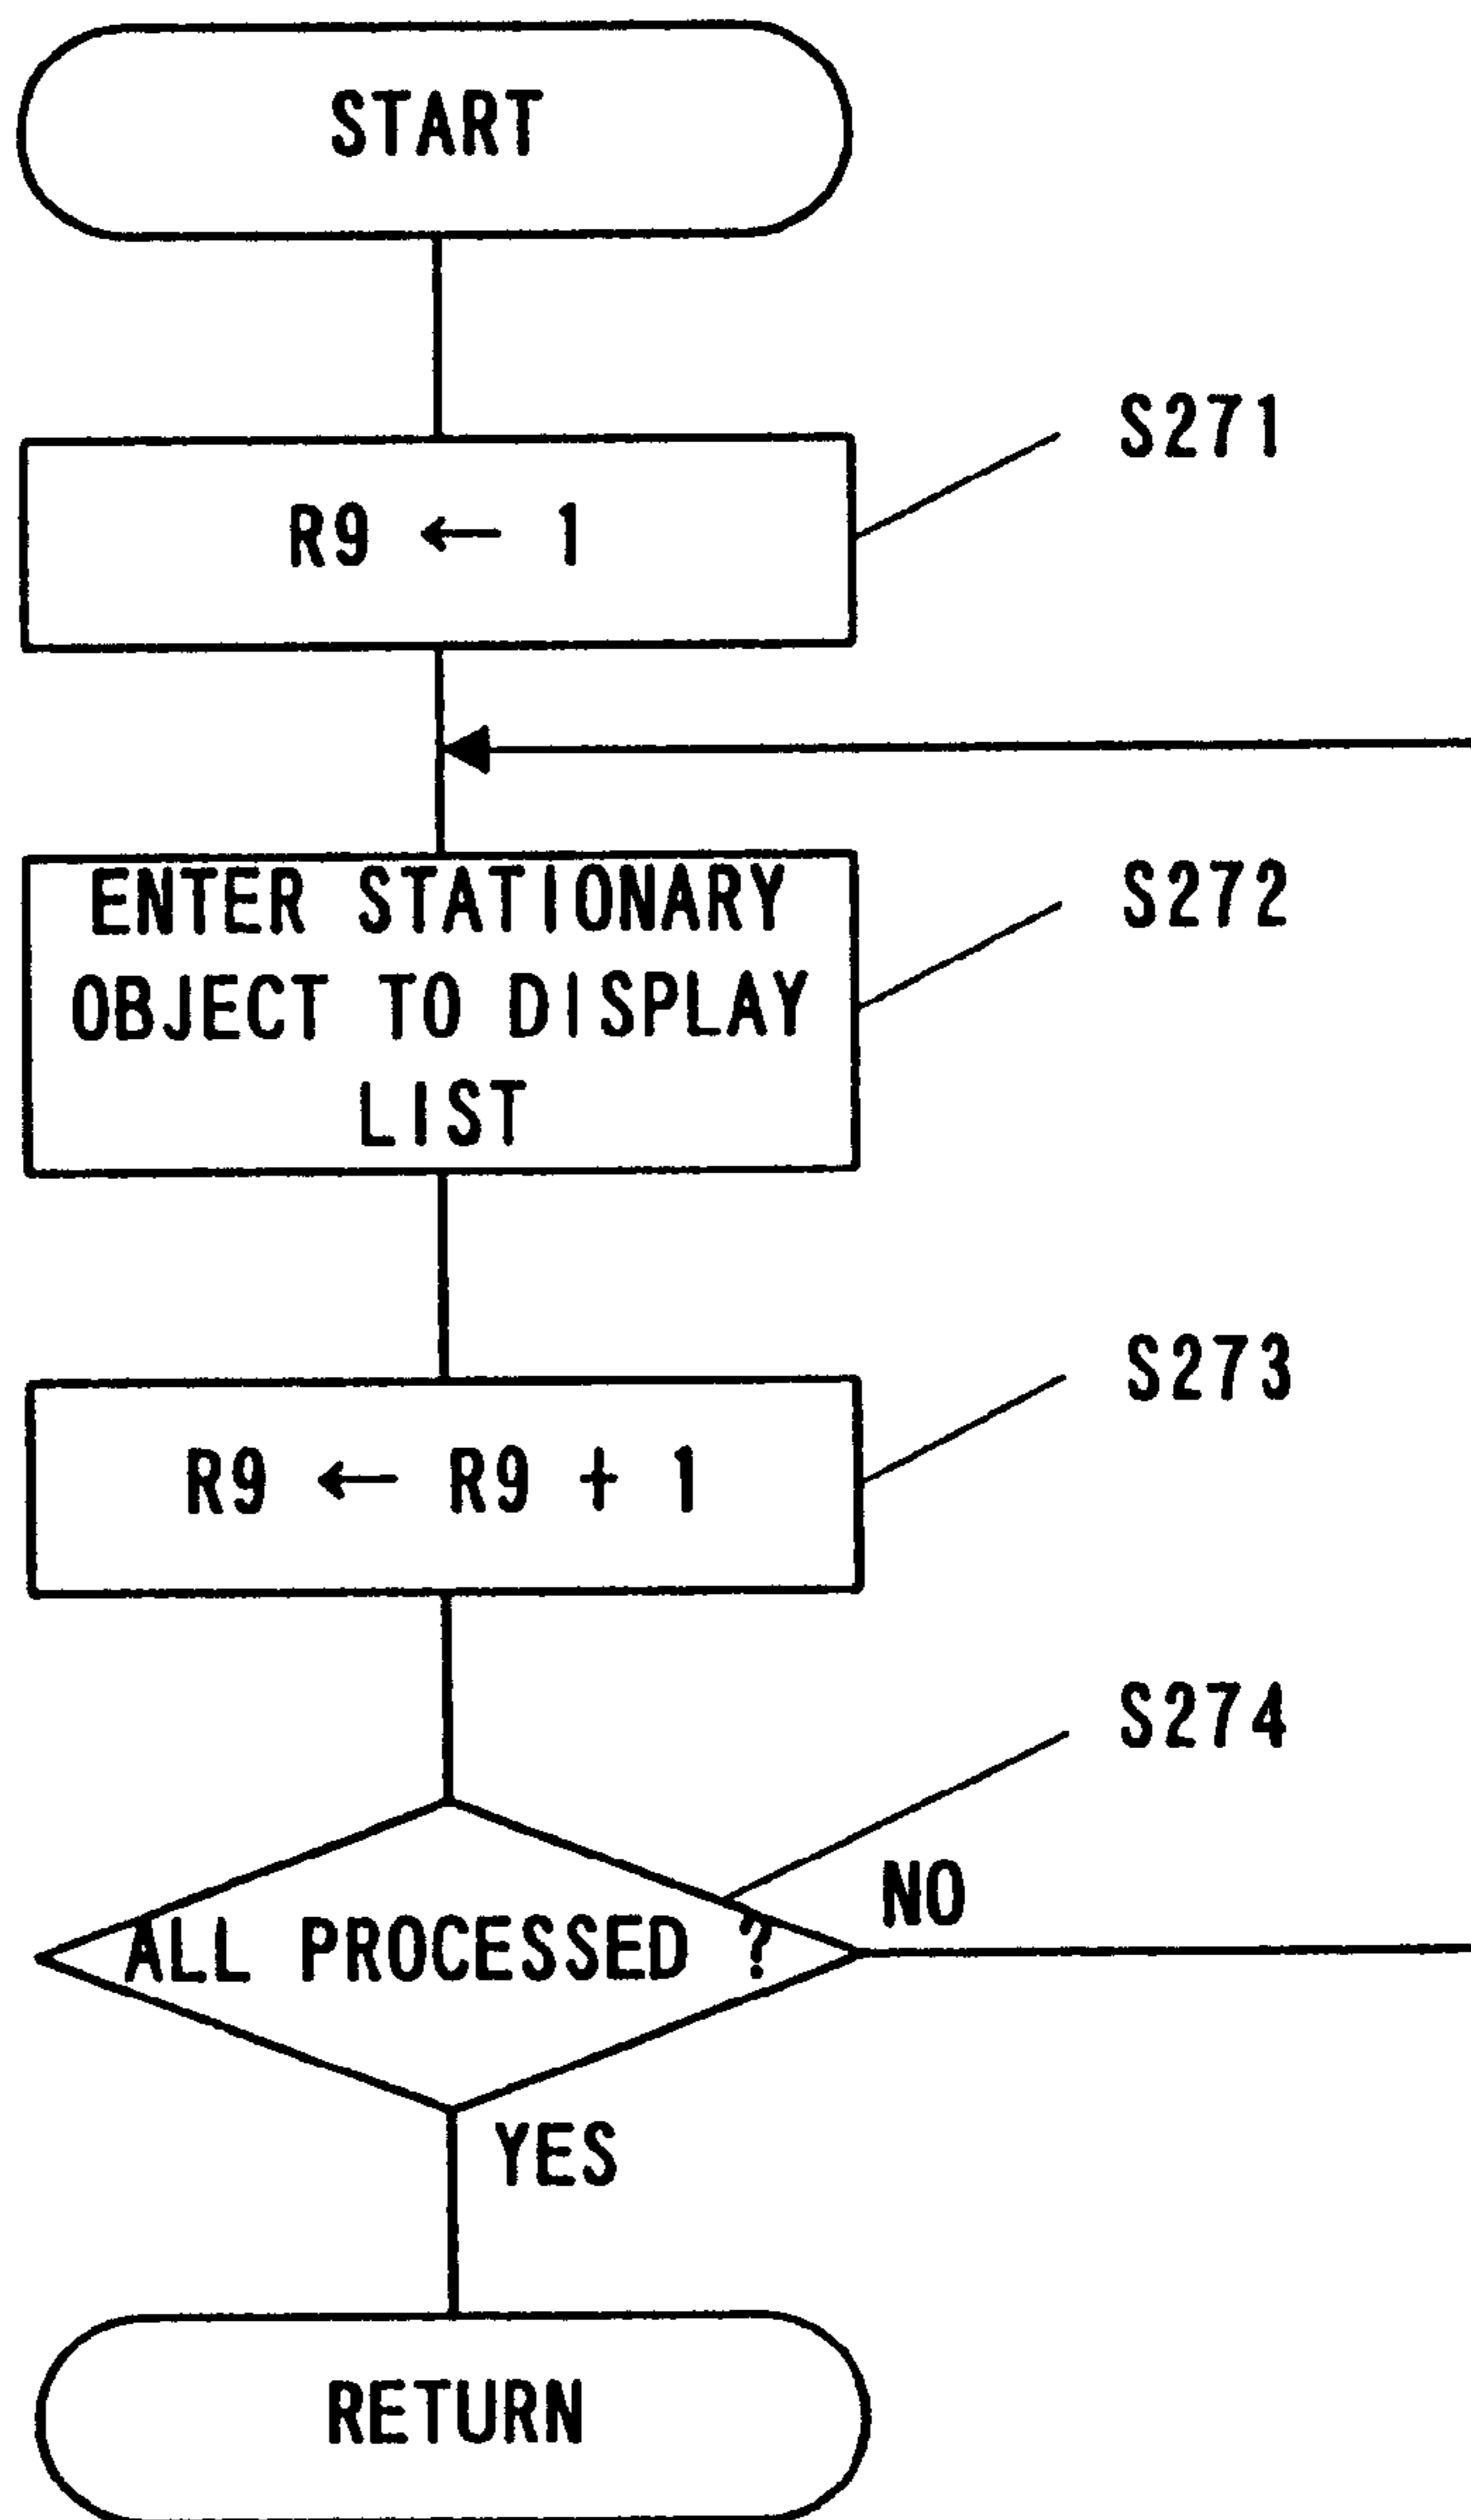 START
S271
R9 ← 1
S272
ENTER STATIONARY
OBJECT TO DISPLAY
LIST
S273
R9 ← R9 + 1
S274
NO
ALL PROCESSED ?
YES
RETURN